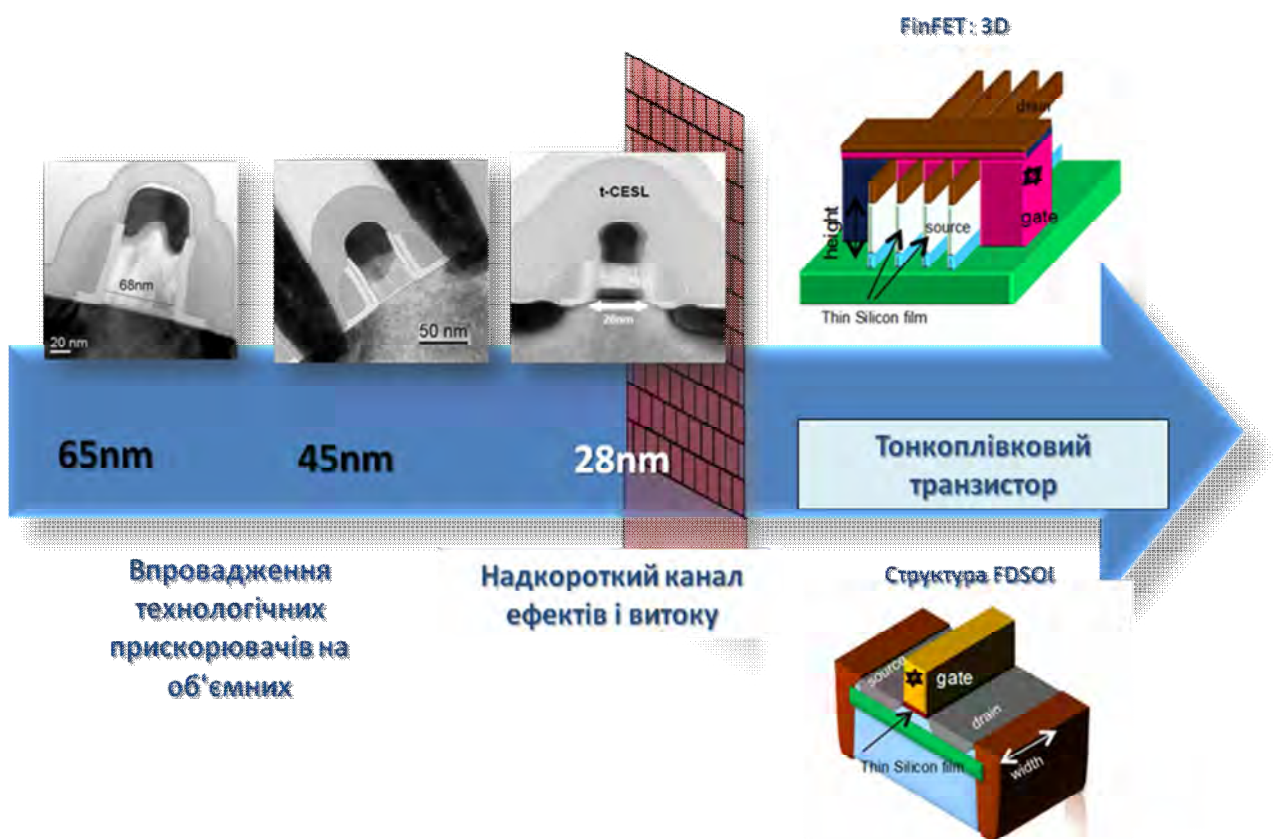 FinFET: 3D
drain
t-CESL
height
gate
source
68nm
20 nm
50 nm
Thin Silicon film
65nm
45nm
28nm
Тонкоплівковий
транзистор
Впровадження
технологічних
прискорювачів на
об'ємних
Надкороткий канал
ефектів і витоку
Структура FDSOI
source
gate
drain
Thin Silicon film
width